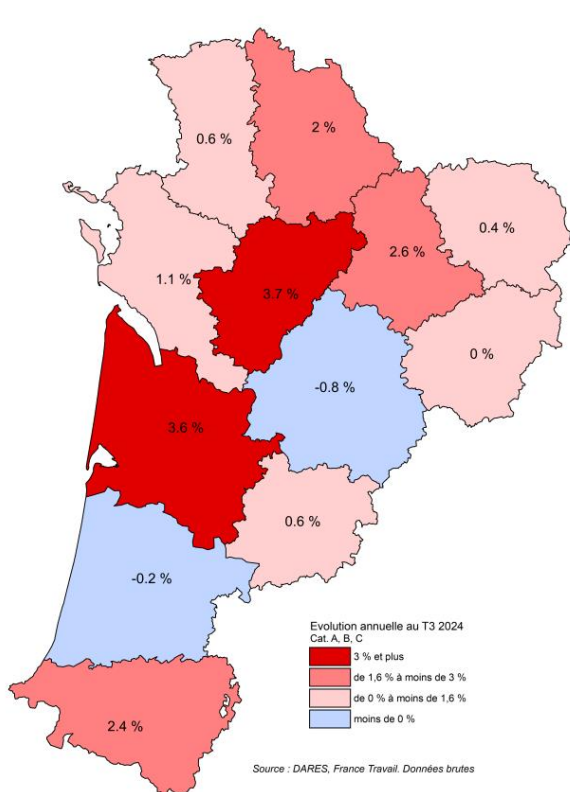 0.6 %
2 %
0.4 %
2.6 %
1.1 %
3.7 %
0 %
-0.8 %
3.6 %
0.6 %
-0.2 %
2.4 %
Evolution annuelle au T3 2024
Cat. A, B, C
3 % et plus
de 1,6 % à moins de 3 %
de 0 % à moins de 1,6 %
moins de 0 %
Source : DARES, France Travail. Données brutes